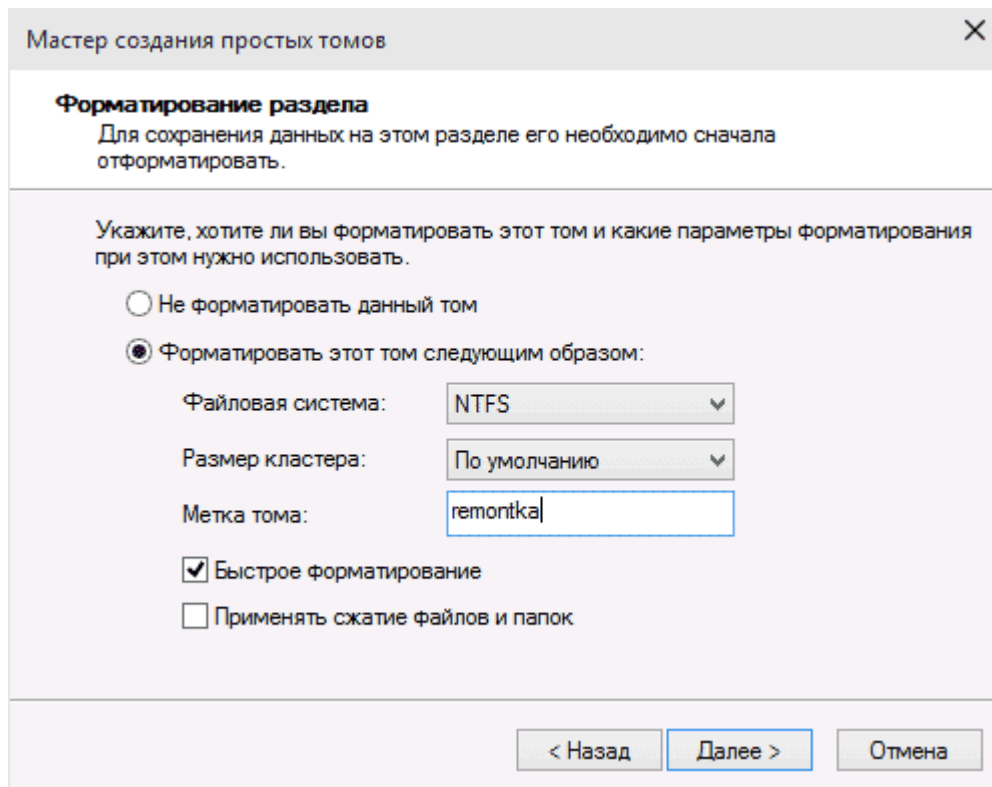 Мастер создания простых томов
Форматирование раздела
Для сохранения данных на этом разделе его необходимо сначала
отформатировать.
Укажите, хотите ли вы форматировать этот том и какие параметры форматирования
при этом нужно использовать.
Не форматировать данный том
Форматировать этот том следующим образом:
Файловая система: NTFS
Размер кластера: По умолчанию
Метка тома: remontka
Быстрое форматирование
Применять сжатие файлов и папок
< Назад Далее > Отмена